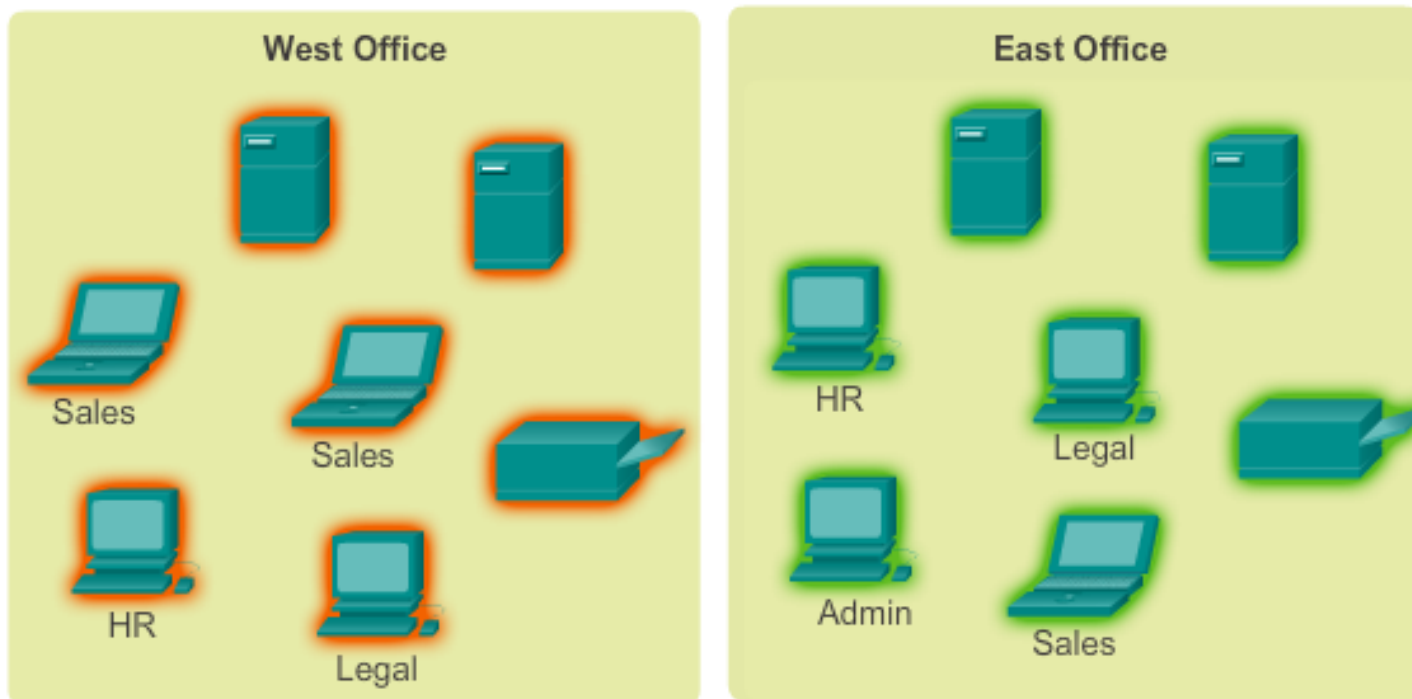 West Office
Sales
Sales
HR
Legal
East Office
HR
Legal
Admin
Sales